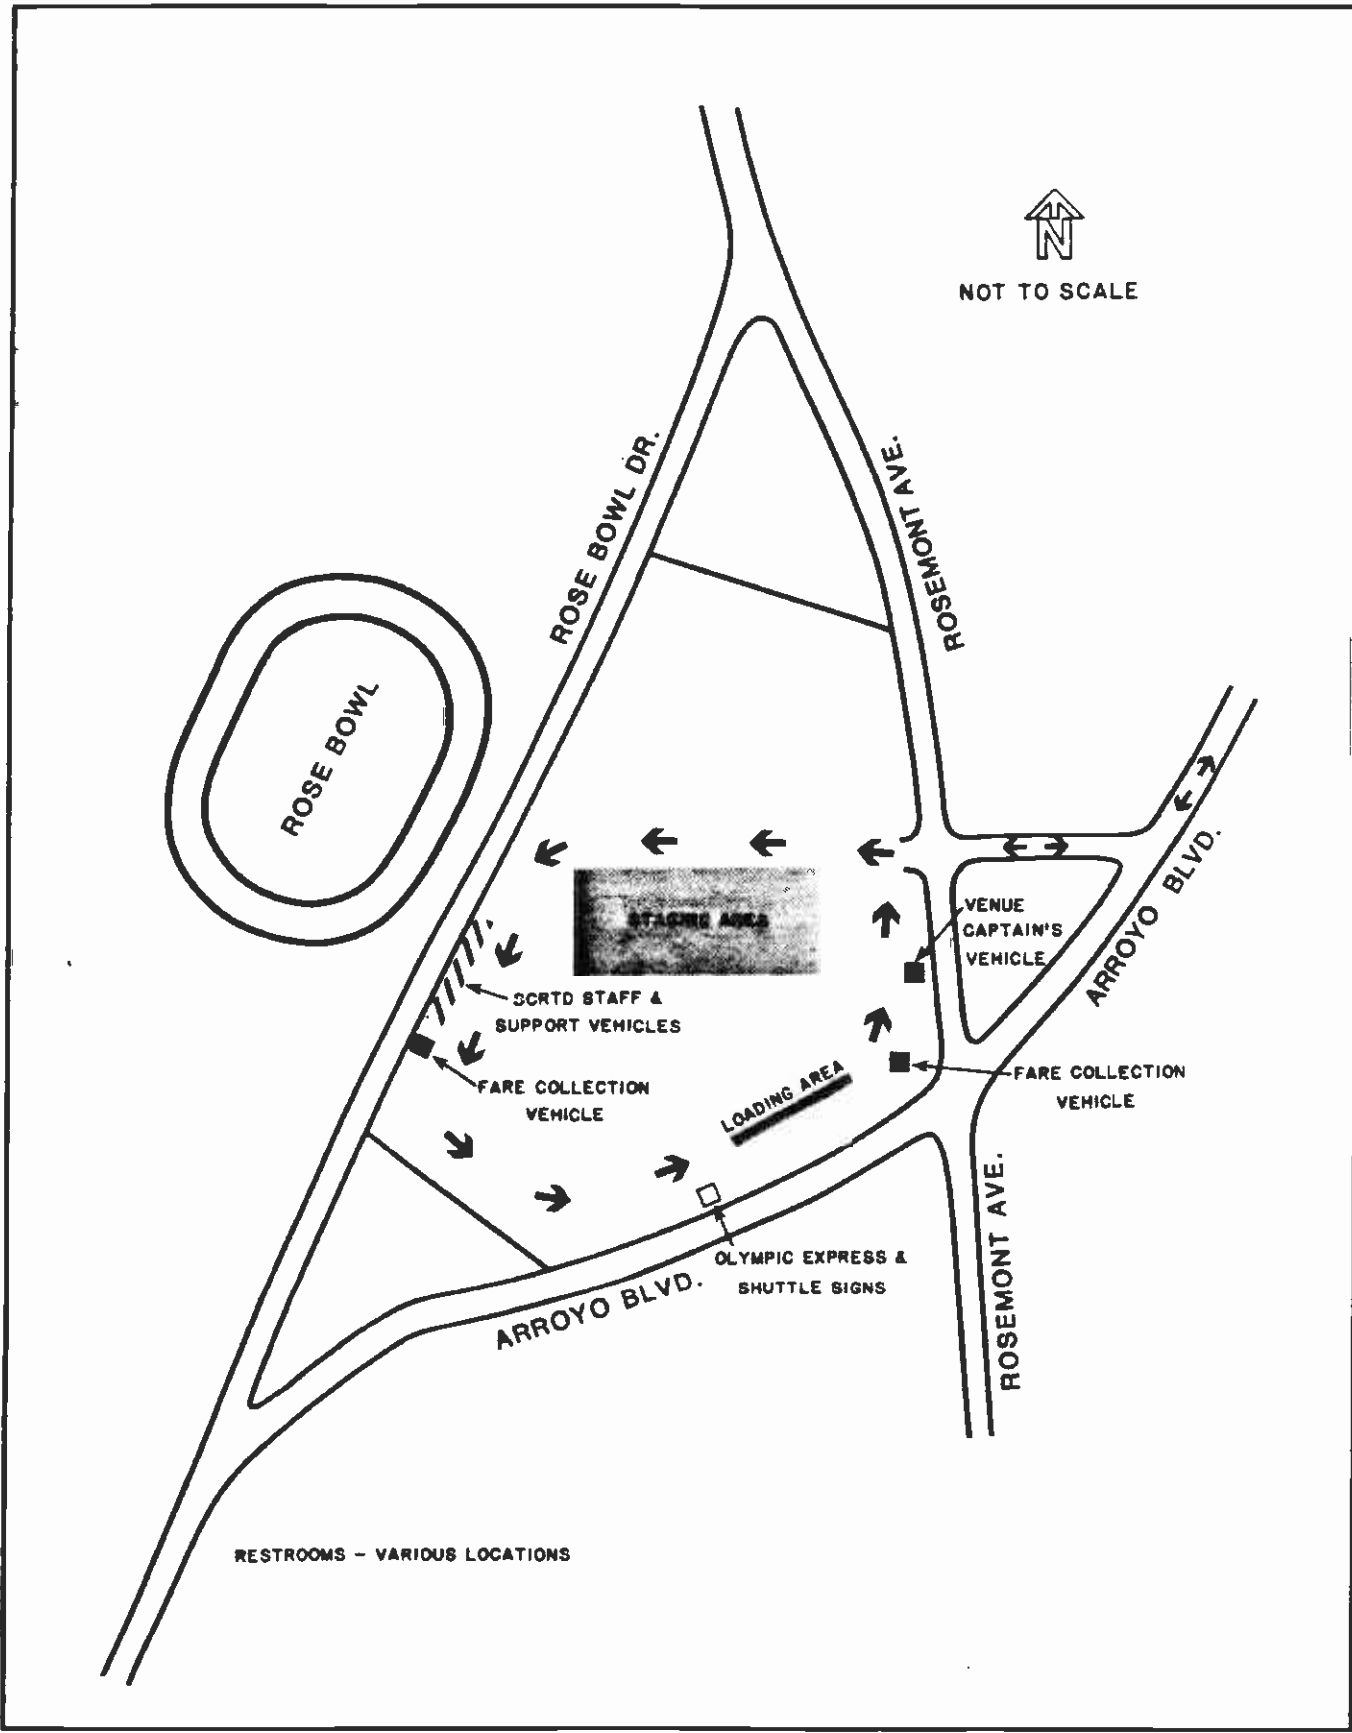 N
NOT TO SCALE
ROSE BOWL DR.
ROSEMONT AVE.
ROSE BOWL
STAGING AREA
VENUE
CAPTAIN'S
VEHICLE
ARROYO BLVD.
SCRTD STAFF &
SUPPORT VEHICLES
FARE COLLECTION
VEHICLE
LOADING AREA
FARE COLLECTION
VEHICLE
OLYMPIC EXPRESS &
SHUTTLE SIGNS
ARROYO BLVD.
ROSEMONT AVE.
RESTROOMS - VARIOUS LOCATIONS